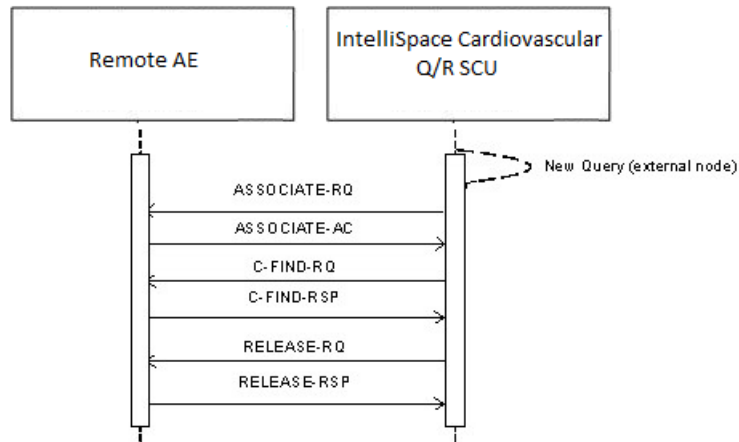 Remote AE
IntelliSpace Cardiovascular
Q/R SCU
New Query (external node)
ASSOCIATE-RQ
ASSOCIATE-AC
C-FIND-RQ
C-FIND-RSP
RELEASE-RQ
RELEASE-RSP